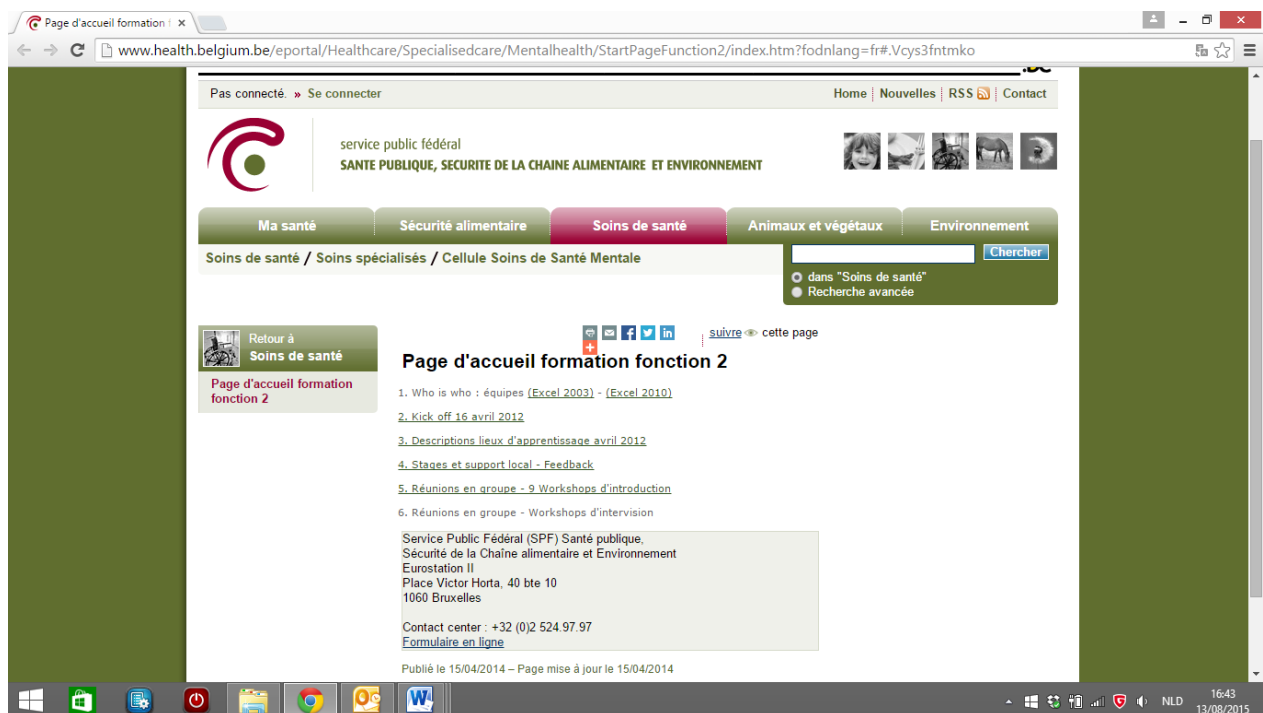 Page d'accueil formation f
www.health.belgium.be/eportal/Healthcare/Specialisedcare/Mentalhealth/StartPageFunction2/index.htm?fodnlang=fr#.Vcys3fntmko
Pas connecté. » Se connecter
Home Nouvelles RSS Contact
service public fédéral
SANTE PUBLIQUE, SECURITE DE LA CHAINE ALIMENTAIRE ET ENVIRONNEMENT
Ma santé Sécurité alimentaire Soins de santé Animaux et végétaux Environnement
Soins de santé / Soins spécialisés / Cellule Soins de Santé Mentale
Chercher
dans "Soins de santé"
Recherche avancée
Retour à
Soins de santé
Page d'accueil formation
fonction 2
suivre cette page
Page d'accueil formation fonction 2
1. Who is who : équipes (Excel 2003) - (Excel 2010)
2. Kick off 16 avril 2012
3. Descriptions lieux d'apprentissage avril 2012
4. Stages et support local - Feedback
5. Réunions en groupe - 9 Workshops d'introduction
6. Réunions en groupe - Workshops d'intervision
Service Public Fédéral (SPF) Santé publique,
Sécurité de la Chaîne alimentaire et Environnement
Eurostation II
Place Victor Horta, 40 bte 10
1060 Bruxelles
Contact center : +32 (0)2 524.97.97
Formulaire en ligne
Publié le 15/04/2014 – Page mise à jour le 15/04/2014
NLD
16:43
13/08/2015